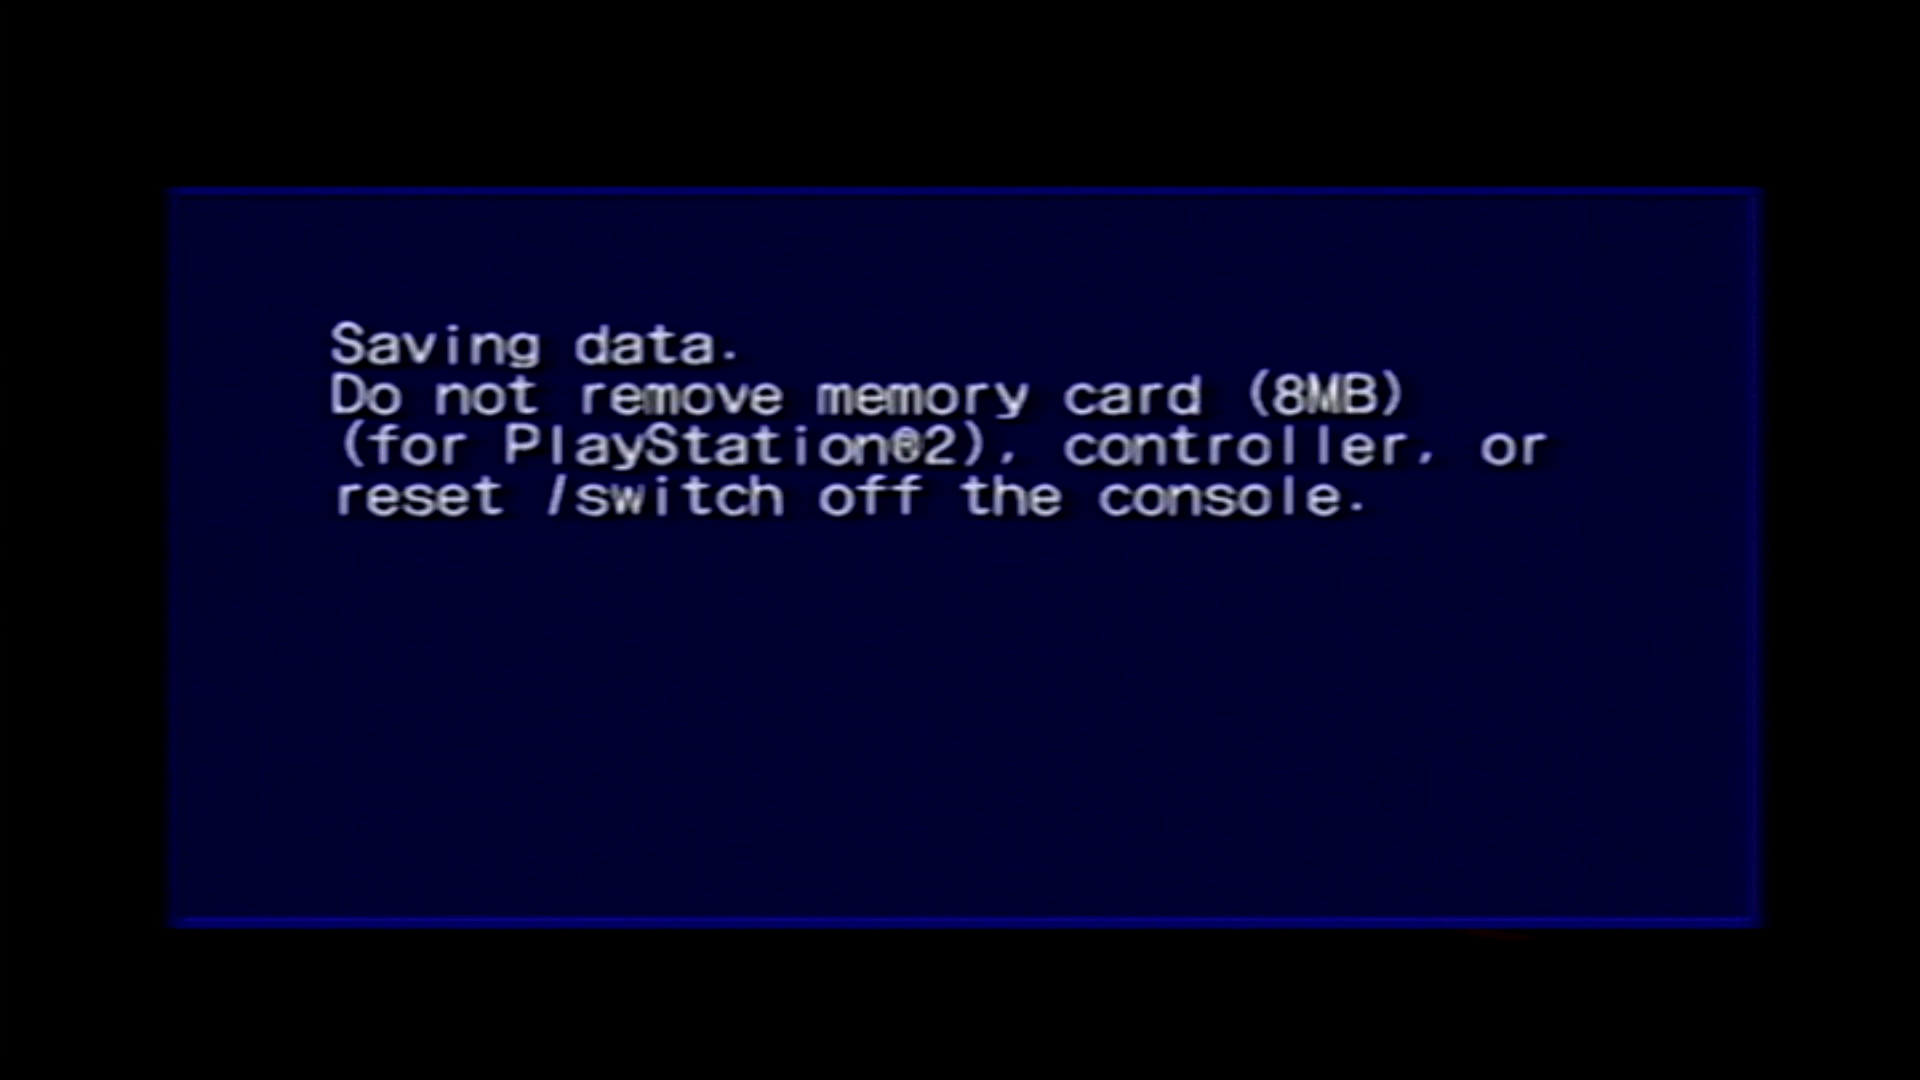 Saving data.
Do not remove memory card (8MB)
(for PlayStation®2), controller, or
reset /switch off the console.